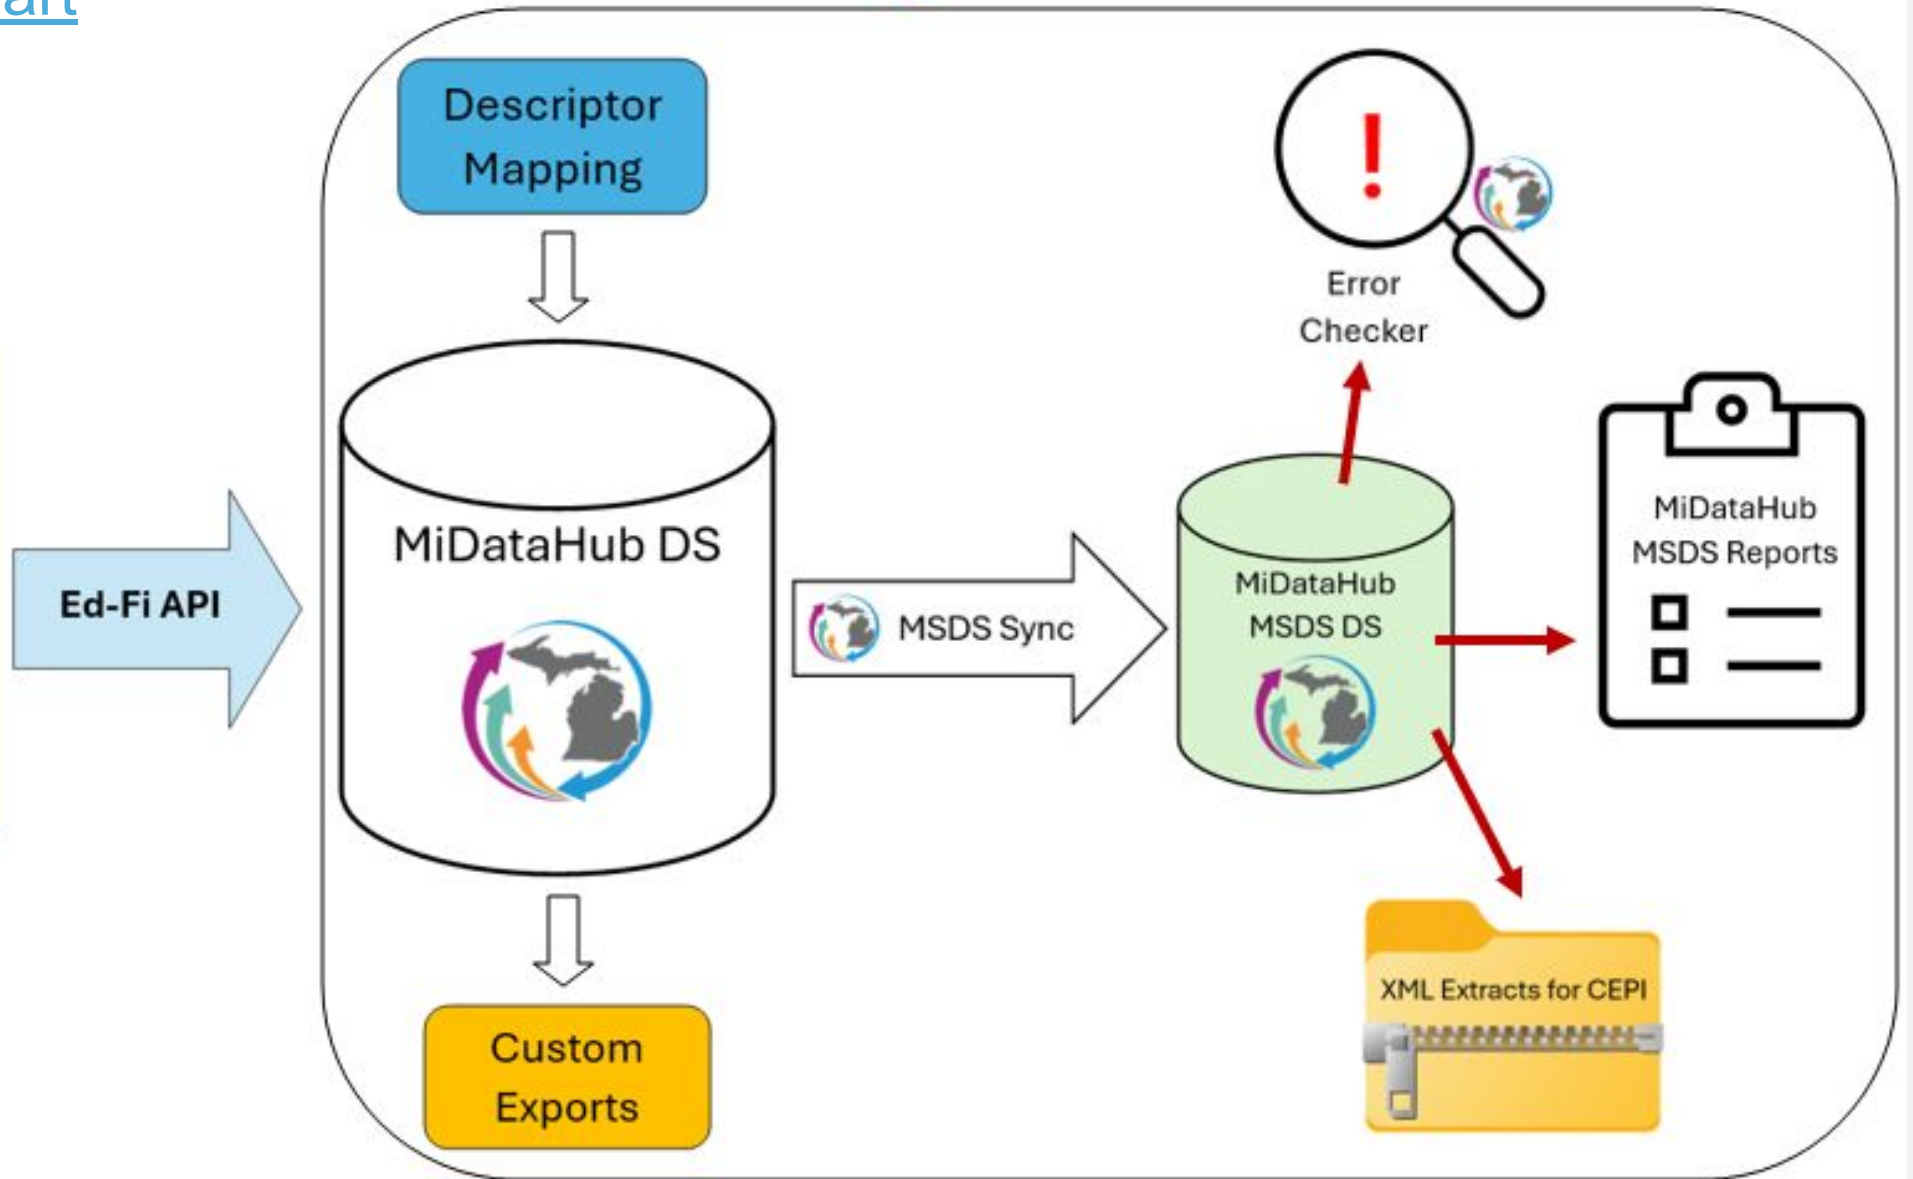 art
Descriptor
Mapping
Ed-Fi API
MiDataHub DS
MSDS Sync
Custom
Exports
Error
Checker
MiDataHub
MSDS DS
MiDataHub
MSDS Reports
XML Extracts for CEPI